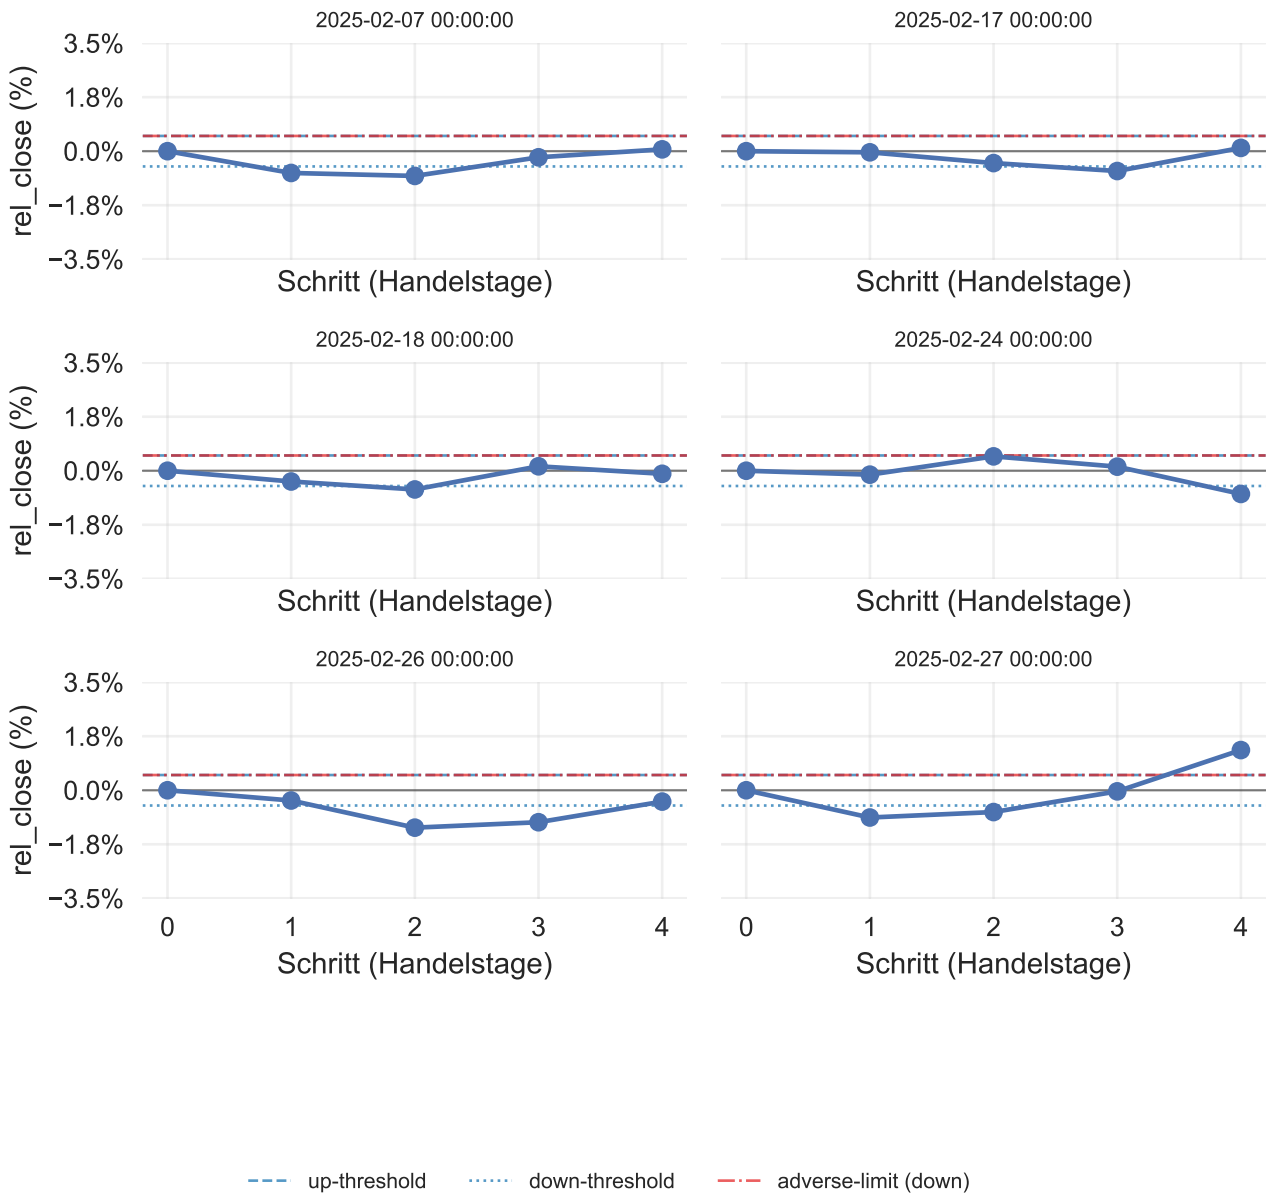 2025-02-07 00:00:00
2025-02-17 00:00:00
3.5%
1.8%
0.0%
−1.8%
−3.5%
rel_close (%)
Schritt (Handelstage)
Schritt (Handelstage)
2025-02-18 00:00:00
2025-02-24 00:00:00
3.5%
1.8%
0.0%
−1.8%
−3.5%
rel_close (%)
Schritt (Handelstage)
Schritt (Handelstage)
2025-02-26 00:00:00
2025-02-27 00:00:00
3.5%
1.8%
0.0%
−1.8%
−3.5%
rel_close (%)
0 1 2 3 4
0 1 2 3 4
Schritt (Handelstage)
Schritt (Handelstage)
up-threshold
down-threshold
adverse-limit (down)